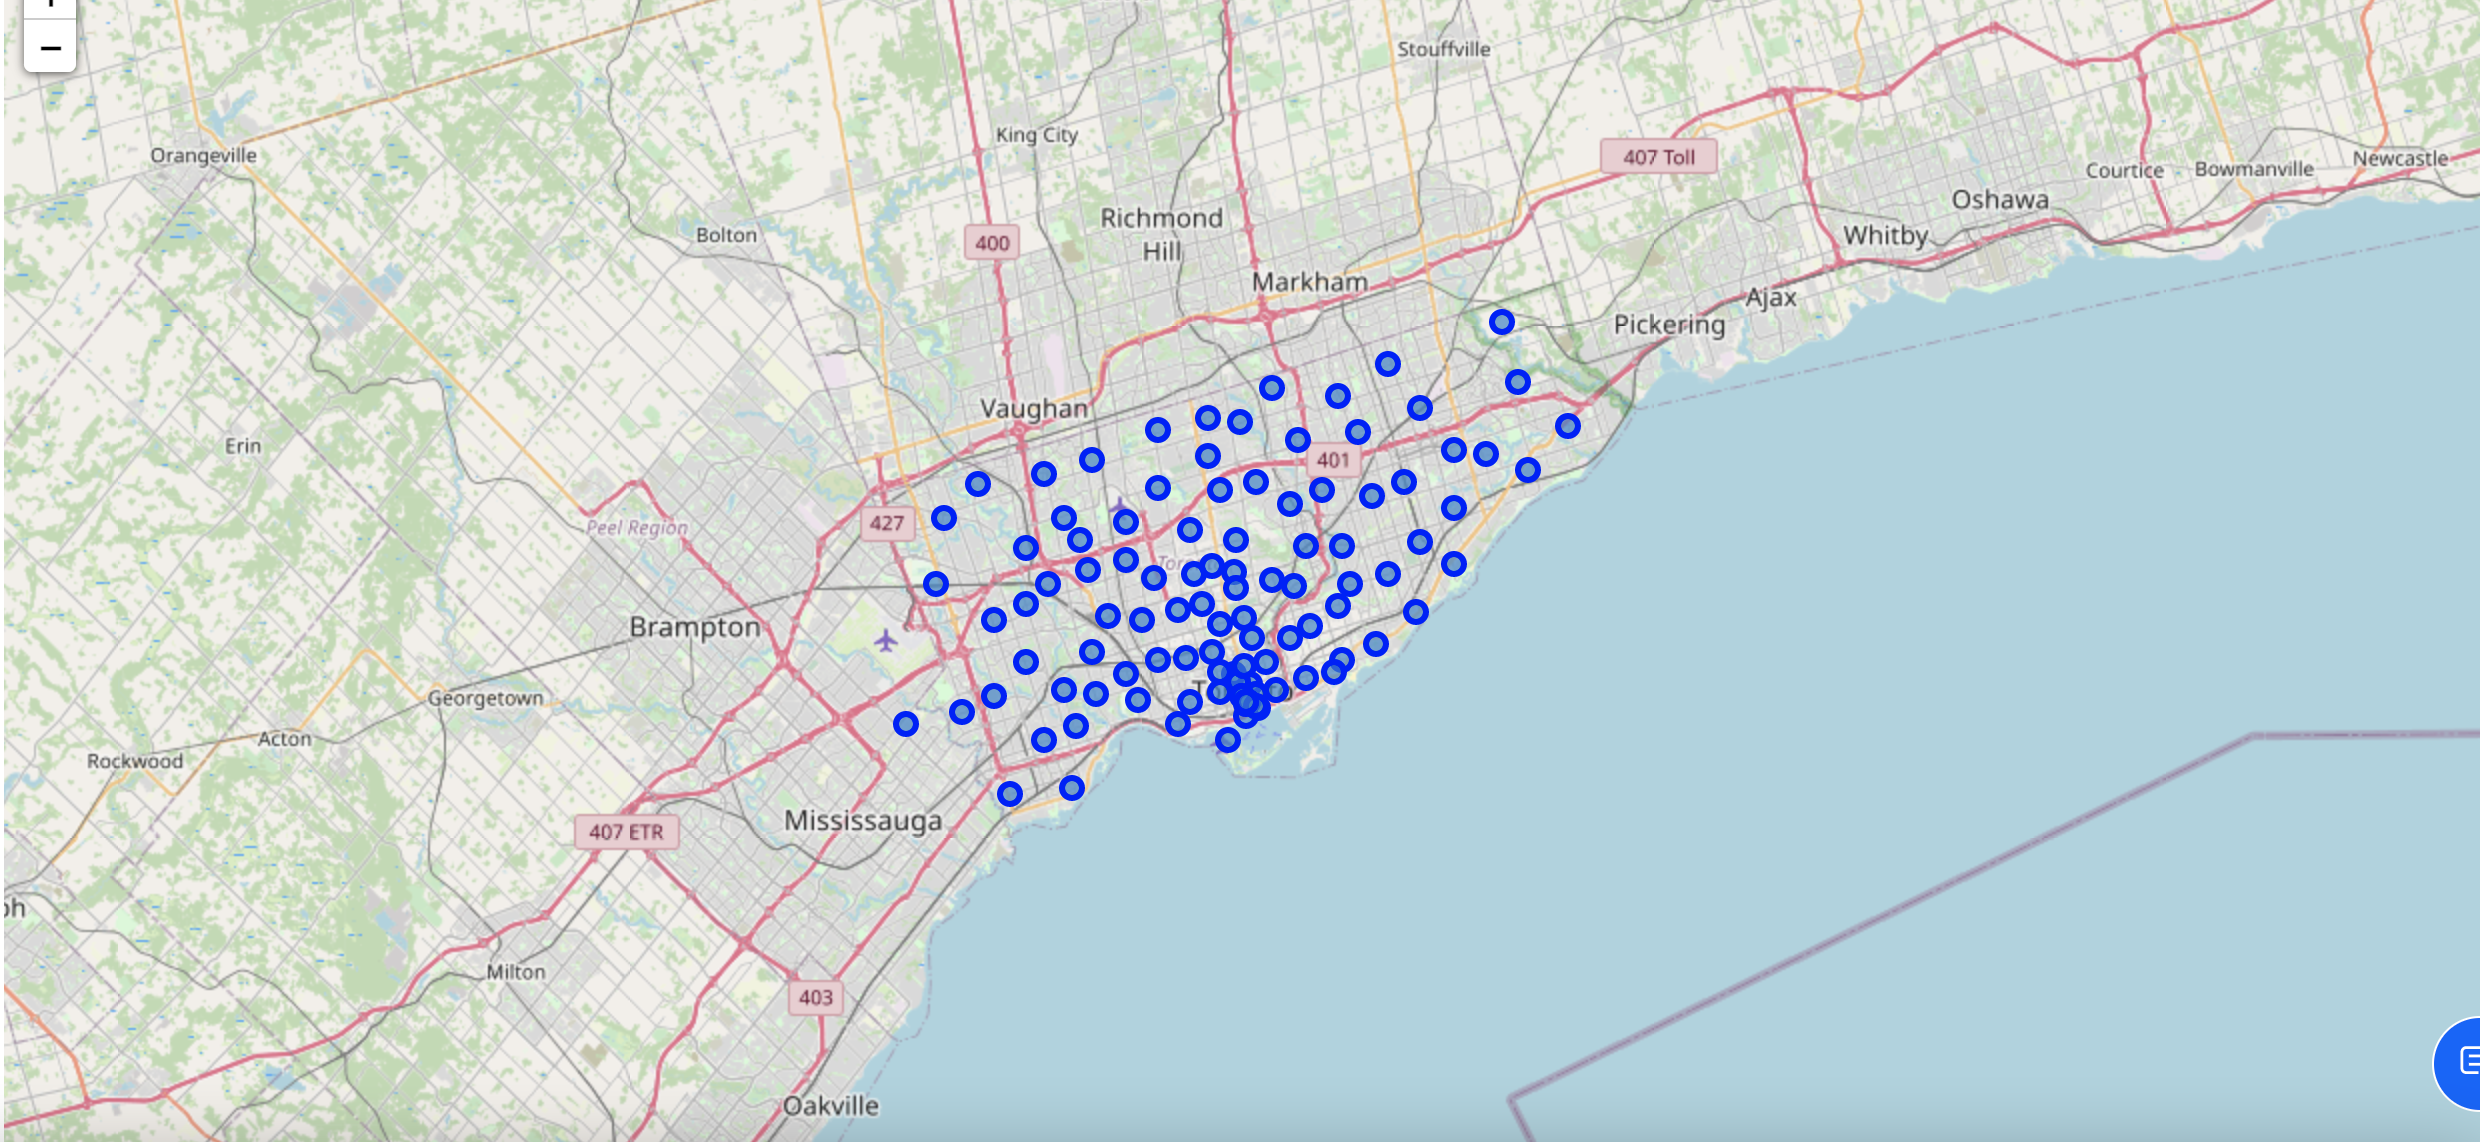 −
Stouffville
King City
Orangeville
407 Toll
Newcastle
Courtice
Bowmanville
Oshawa
Richmond
Hill
Bolton
400
Whitby
Markham
Ajax
Pickering
Vaughan
Erin
401
427
Peel Region
Brampton
Georgetown
Acton
Rockwood
Mississauga
407 ETR
Milton
403
Oakville